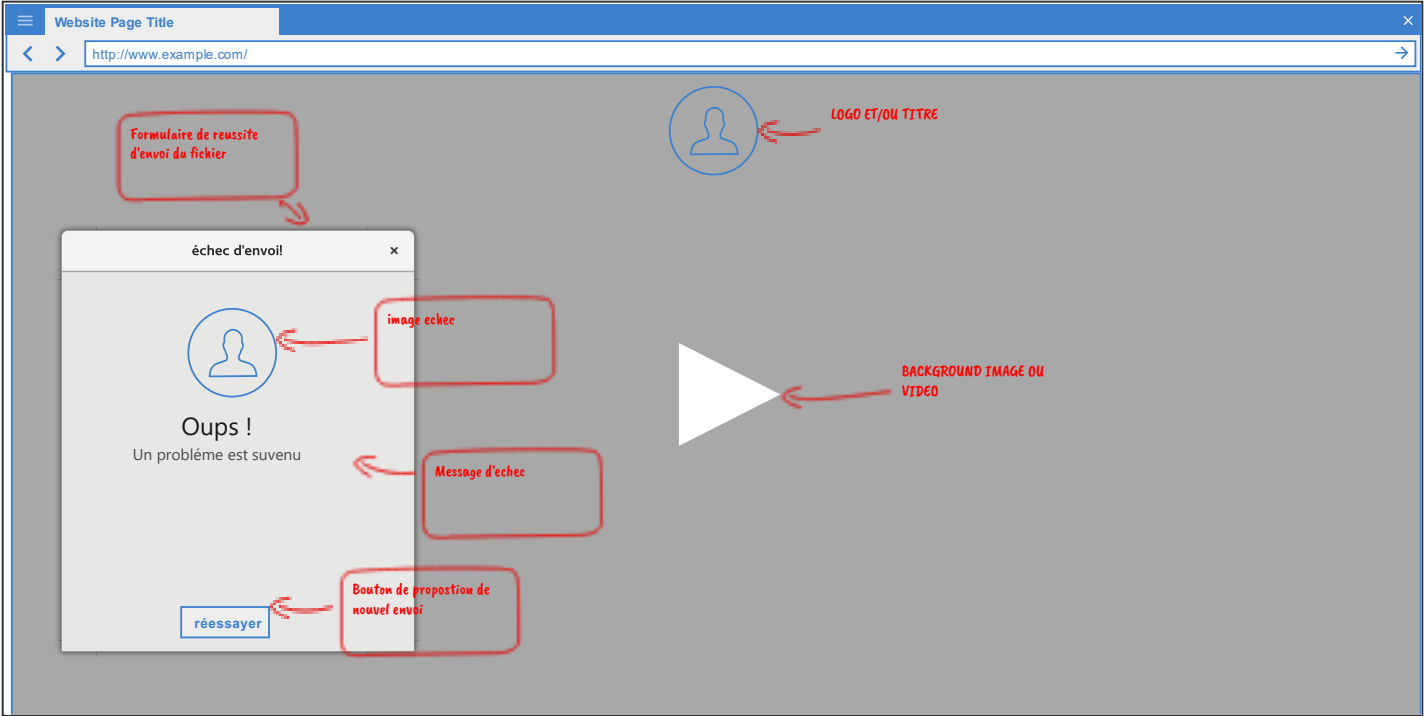 Website Page Title
http://www.example.com/
LOGO ET/OU TITRE
Formulaire de reussite
d'envoi du fichier
échec d'envoi!
image echec
BACKGROUND IMAGE OU
VIDEO
Oups !
Un probléme est suvenu
Message d'echec
Bouton de propostion de
nouvel envoi
réessayer